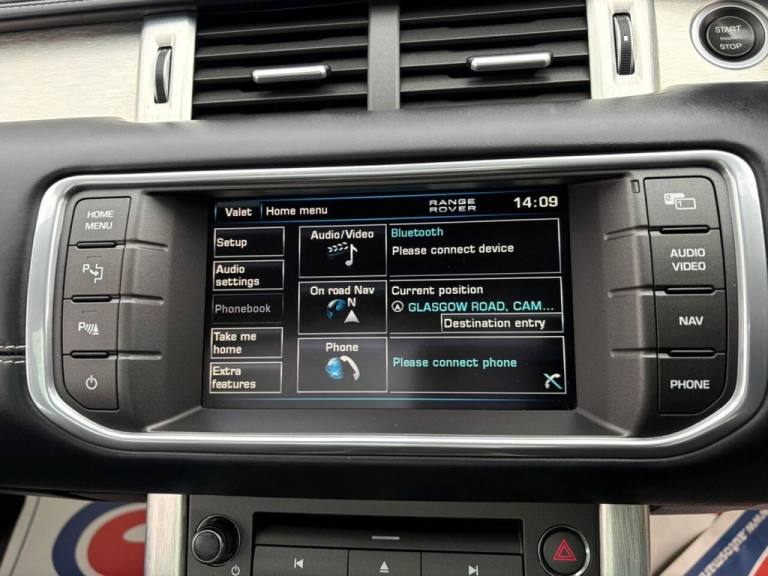 START
ENGINE
STOP
HOME
MENU
P
P
Valet
Home menu
RANGE
ROVER
14:09
Setup
Audio
settings
Phonebook
Take me
home
Extra
features
Audio/Video
On road Nav
N
Phone
Bluetooth
Please connect device
Current position
GLASGOW ROAD, CAM...
Destination entry
Please connect phone
1
AUDIO
VIDEO
NAV
PHONE